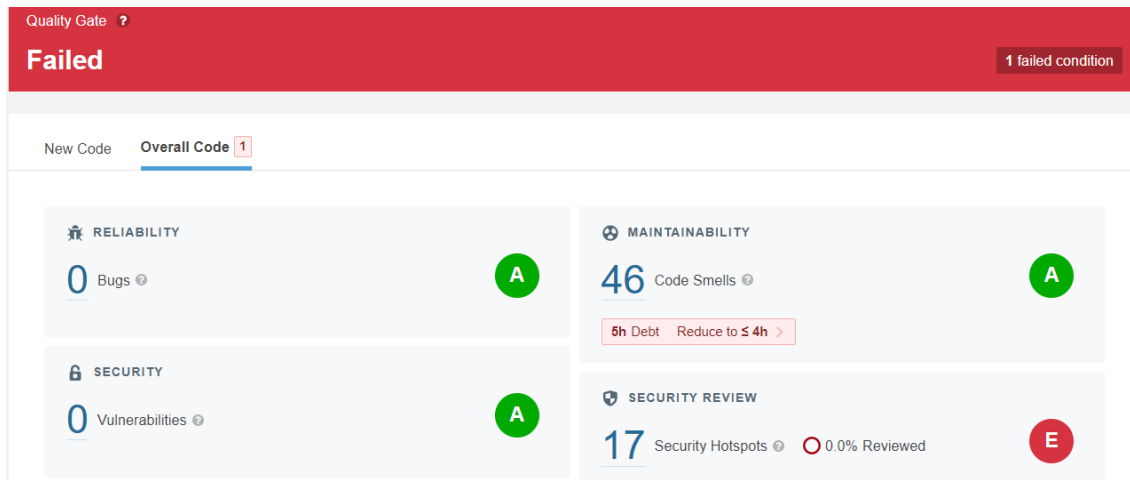 Quality Gate ?
Failed
1 failed condition
New Code Overall Code 1
RELIABILITY
0 Bugs ?
A
MAINTAINABILITY
46 Code Smells ?
A
5h Debt Reduce to ≤ 4h >
SECURITY
0 Vulnerabilities ?
A
SECURITY REVIEW
17 Security Hotspots ? 0.0% Reviewed
E